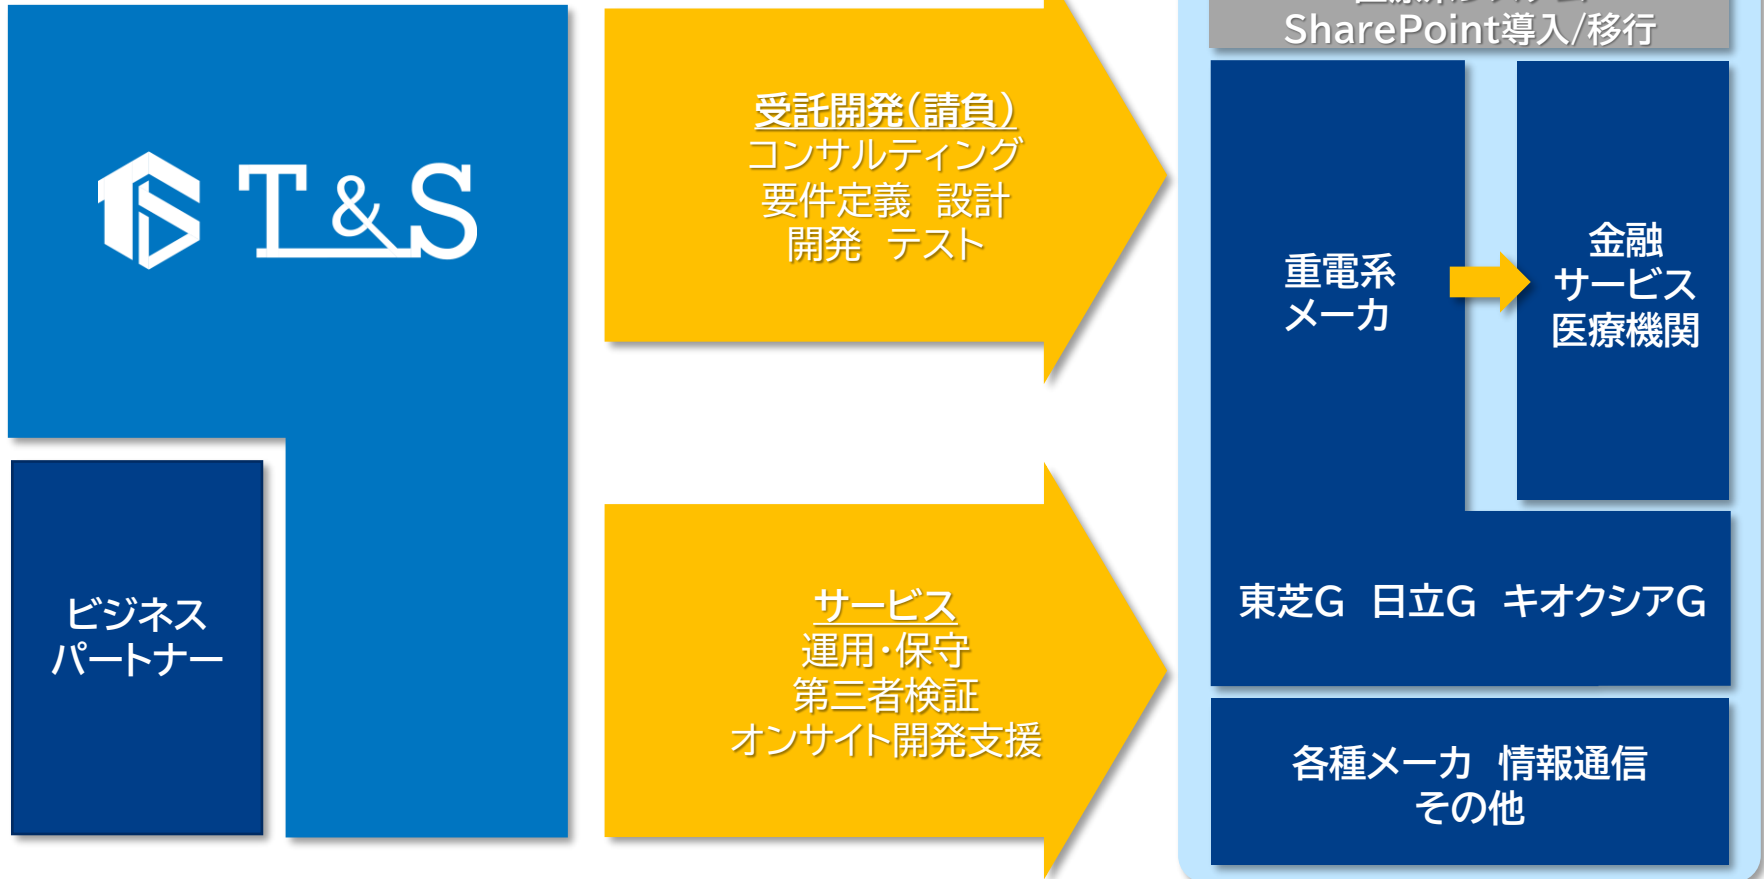 T&S
ビジネス
パートナー
受託開発(請負)
コンサルティング
要件定義　設計
開発　テスト
サービス
運用・保守
第三者検証
オンサイト開発支援
SharePoint導入/移行
重電系
メーカ
金融
サービス
医療機関
東芝G　日立G　キオクシアG
各種メーカ　情報通信
その他